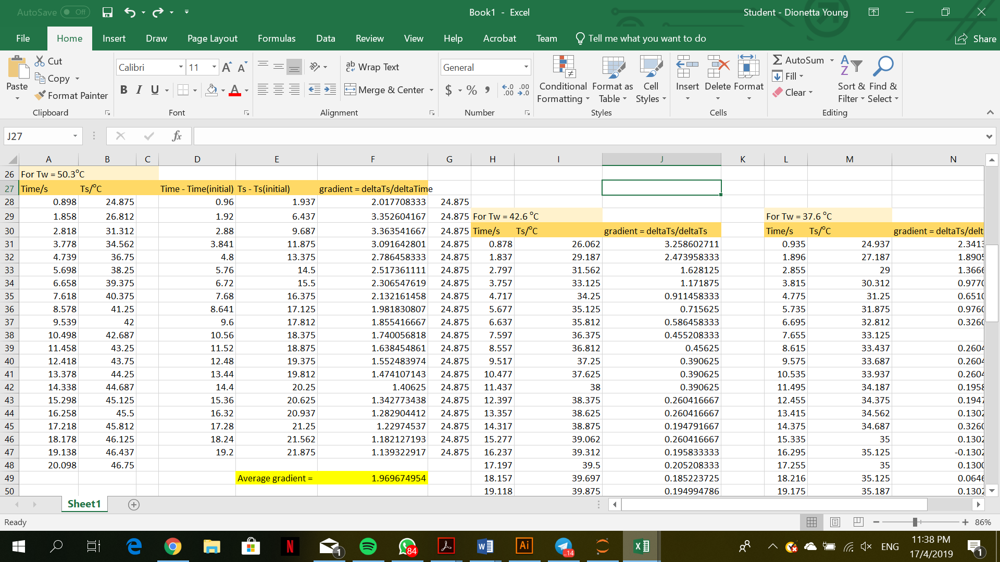 AutoSave Off Book1 - Excel Student - Dionetta Young
File Home Insert Draw Page Layout Formulas Data Review View Help Acrobat Team Tell me what you want to do Share
Paste Cut Copy Format Painter Clipboard
Calibri 11 B I U A Font
Wrap Text Merge & Center Alignment
General $ % Number
Conditional Formatting Format as Table Cell Styles Styles
Insert Delete Format Cells
AutoSum Fill Clear Sort & Filter Find & Select Editing
J27 fx
A B C D E F G H I J K L M N
26 For Tw = 50.3°C
27 Time/s Ts/°C Time - Time(initial) Ts - Ts(initial) gradient = deltaTs/deltaTime
28 0.898 24.875 0.96 1.937 2.017708333 24.875
29 1.858 26.812 1.92 6.437 3.352604167 24.875 For Tw = 42.6 °C For Tw = 37.6 °C
30 2.818 31.312 2.88 9.687 3.363541667 24.875 Time/s Ts/°C gradient = deltaTs/deltaTs Time/s Ts/°C gradient = deltaTs/delt
31 3.778 34.562 3.841 11.875 3.091642801 24.875 0.878 26.062 3.258602711 0.935 24.937 2.3413
32 4.739 36.75 4.8 13.375 2.786458333 24.875 1.837 29.187 2.473958333 1.896 27.187 1.8905
33 5.698 38.25 5.76 14.5 2.517361111 24.875 2.797 31.562 1.628125 2.855 29 1.3666
34 6.658 39.375 6.72 15.5 2.306547619 24.875 3.757 33.125 1.171875 3.815 30.312 0.9770
35 7.618 40.375 7.68 16.375 2.132161458 24.875 4.717 34.25 0.911458333 4.775 31.25 0.6510
36 8.578 41.25 8.641 17.125 1.981830807 24.875 5.677 35.125 0.715625 5.735 31.875 0.9760
37 9.539 42 9.6 17.812 1.855416667 24.875 6.637 35.812 0.586458333 6.695 32.812 0.3260
38 10.498 42.687 10.56 18.375 1.740056818 24.875 7.597 36.375 0.455208333 7.655 33.125
39 11.458 43.25 11.52 18.875 1.638454861 24.875 8.557 36.812 0.45625 8.615 33.437 0.2604
40 12.418 43.75 12.48 19.375 1.552483974 24.875 9.517 37.25 0.390625 9.575 33.687 0.2604
41 13.378 44.25 13.44 19.812 1.474107143 24.875 10.477 37.625 0.390625 10.535 33.937 0.2604
42 14.338 44.687 14.4 20.25 1.40625 24.875 11.437 38 0.390625 11.495 34.187 0.1958
43 15.298 45.125 15.36 20.625 1.342773438 24.875 12.397 38.375 0.260416667 12.455 34.375 0.1947
44 16.258 45.5 16.32 20.937 1.282904412 24.875 13.357 38.625 0.260416667 13.415 34.562 0.1302
45 17.218 45.812 17.28 21.25 1.22974537 24.875 14.317 38.875 0.194791667 14.375 34.687 0.3260
46 18.178 46.125 18.24 21.562 1.182127193 24.875 15.277 39.062 0.260416667 15.335 35 0.1302
47 19.138 46.437 19.2 21.875 1.139322917 24.875 16.237 39.312 0.195833333 16.295 35.125 -0.1302
48 20.098 46.75 17.197 39.5 0.205208333 17.255 35 0.1300
49 Average gradient = 1.969674954 18.157 39.697 0.185223725 18.216 35.125 0.0646
50 19.118 39.875 0.194994786 19.175 35.187 0.1302
Sheet1
Ready 86%
1 84 Ai 14 ENG 11:38 PM 1
17/4/2019